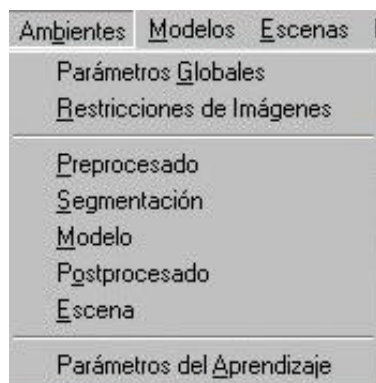 Ambientes Modelos Escenas
Parámetros Globales
Restricciones de Imágenes
Preprocesado
Segmentación
Modelo
Postprocesado
Escena
Parámetros del Aprendizaje